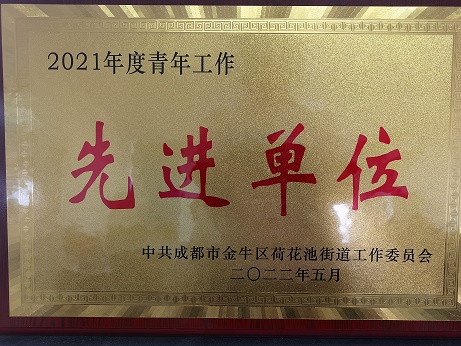 2021年度青年工作
先进单位
中共成都市金牛区荷花池街道工作委员会
二〇二二年五月